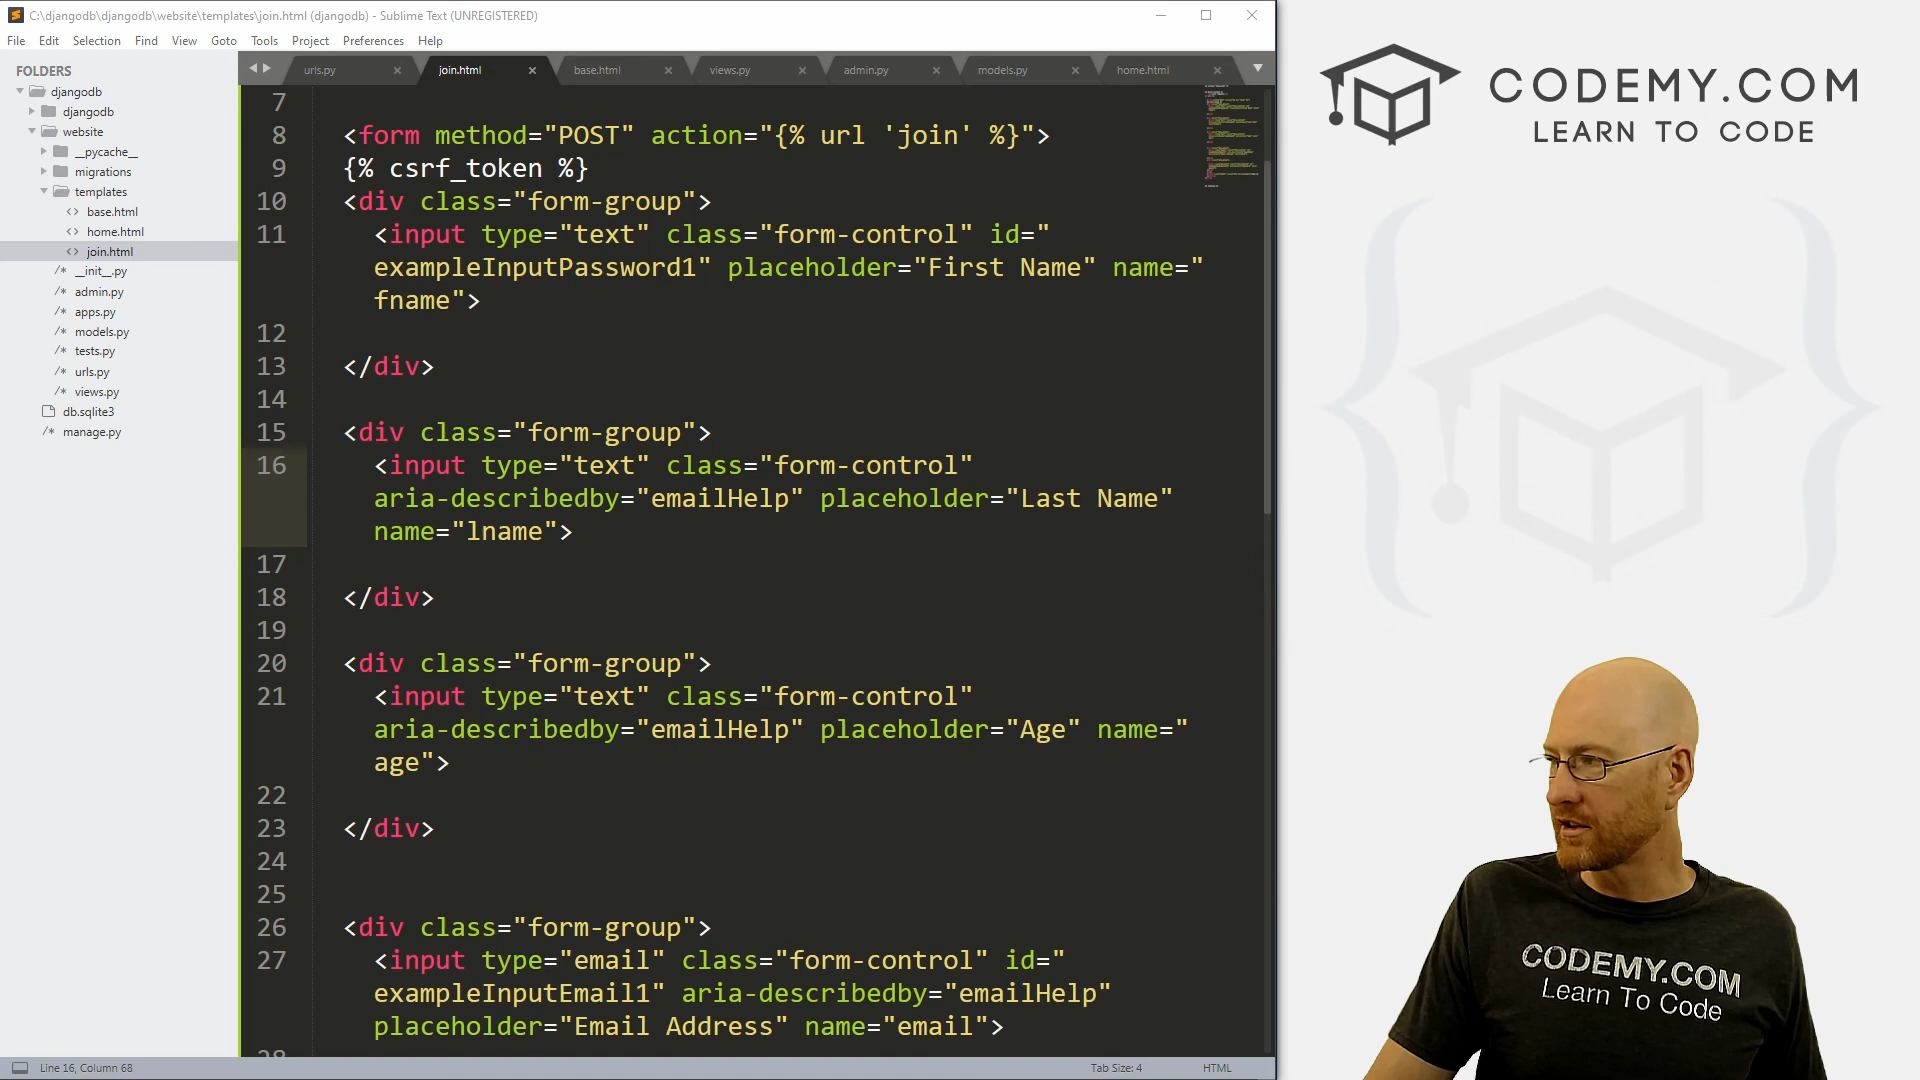 C:\djangodb\djangodb\website\templates\join.html (djangodb) - Sublime Text (UNREGISTERED)
File Edit Selection Find View Goto Tools Project Preferences Help
FOLDERS
djangodb
djangodb
website
__pycache__
migrations
templates
base.html
home.html
join.html
__init__.py
admin.py
apps.py
models.py
tests.py
urls.py
views.py
db.sqlite3
manage.py
urls.py join.html base.html views.py admin.py models.py home.html
7
8 <form method="POST" action="{% url 'join' %}">
9 {% csrf_token %}
10 <div class="form-group">
11 <input type="text" class="form-control" id="
exampleInputPassword1" placeholder="First Name" name="
fname">
12
13 </div>
14
15 <div class="form-group">
16 <input type="text" class="form-control"
aria-describedby="emailHelp" placeholder="Last Name"
name="lname">
17
18 </div>
19
20 <div class="form-group">
21 <input type="text" class="form-control"
aria-describedby="emailHelp" placeholder="Age" name="
age">
22
23 </div>
24
25
26 <div class="form-group">
27 <input type="email" class="form-control" id="
exampleInputEmail1" aria-describedby="emailHelp"
placeholder="Email Address" name="email">
28
Line 16, Column 68
Tab Size: 4
HTML
CODEMY.COM
LEARN TO CODE
CODEMY.COM
Learn To Code